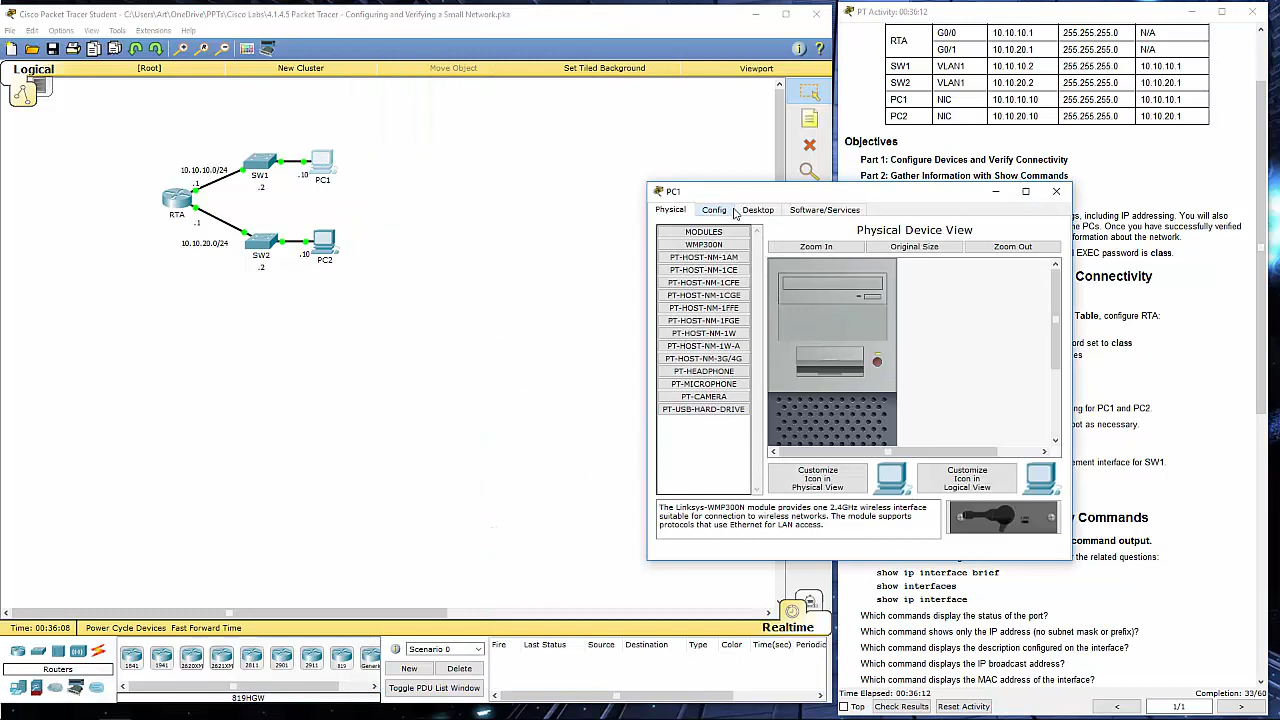 Cisco Packet Tracer Student - C:\Users\Art\OneDrive\PPTs\Cisco Labs\4.1.4.5 Packet Tracer - Configuring and Verifying a Small Network.pka
File Edit Options View Tools Extensions Help
Logical [Root] New Cluster Move Object Set Tiled Background Viewport
10.10.10.0/24
SW1
.2
.10
PC1
.1
RTA
.1
10.10.20.0/24
SW2
.2
.10
PC2
PC1
Physical Config Desktop Software/Services
MODULES
WMP300N
PT-HOST-NM-1AM
PT-HOST-NM-1CE
PT-HOST-NM-1CFE
PT-HOST-NM-1CGE
PT-HOST-NM-1FFE
PT-HOST-NM-1FGE
PT-HOST-NM-1W
PT-HOST-NM-1W-A
PT-HOST-NM-3G/4G
PT-HEADPHONE
PT-MICROPHONE
PT-CAMERA
PT-USB-HARD-DRIVE
Physical Device View
Zoom In Original Size Zoom Out
Customize
Icon in
Physical View
Customize
Icon in
Logical View
The Linksys-WMP300N module provides one 2.4GHz wireless interface
suitable for connection to wireless networks. The module supports
protocols that use Ethernet for LAN access.
PT Activity: 00:36:12
RTA G0/0 10.10.10.1 255.255.255.0 N/A
G0/1 10.10.20.1 255.255.255.0 N/A
SW1 VLAN1 10.10.10.2 255.255.255.0 10.10.10.1
SW2 VLAN1 10.10.20.2 255.255.255.0 10.10.20.1
PC1 NIC 10.10.10.10 255.255.255.0 10.10.10.1
PC2 NIC 10.10.20.10 255.255.255.0 10.10.20.1
Objectives
Part 1: Configure Devices and Verify Connectivity
Part 2: Gather Information with Show Commands
gs, including IP addressing. You will also
he PCs. Once you have successfully verified
formation about the network.
d EXEC password is class.
Connectivity
Table, configure RTA:
word set to class
es
ing for PC1 and PC2.
ot as necessary.
ement interface for SW1.
w Commands
command output.
the related questions:
show ip interface brief
show interfaces
show ip interface
Which commands display the status of the port?
Which command shows only the IP address (no subnet mask or prefix)?
Which command displays the description configured on the interface?
Which command displays the IP broadcast address?
Which command displays the MAC address of the interface?
Time Elapsed: 00:36:12 Completion: 33/60
Top Check Results Reset Activity < 1/1 >
Realtime
Time: 00:36:08 Power Cycle Devices Fast Forward Time
Routers
1841 1941 2620XM 2621XM 2811 2901 2911 819 Generic
819HGW
Scenario 0
New Delete
Toggle PDU List Window
Fire Last Status Source Destination Type Color Time(sec) Periodic